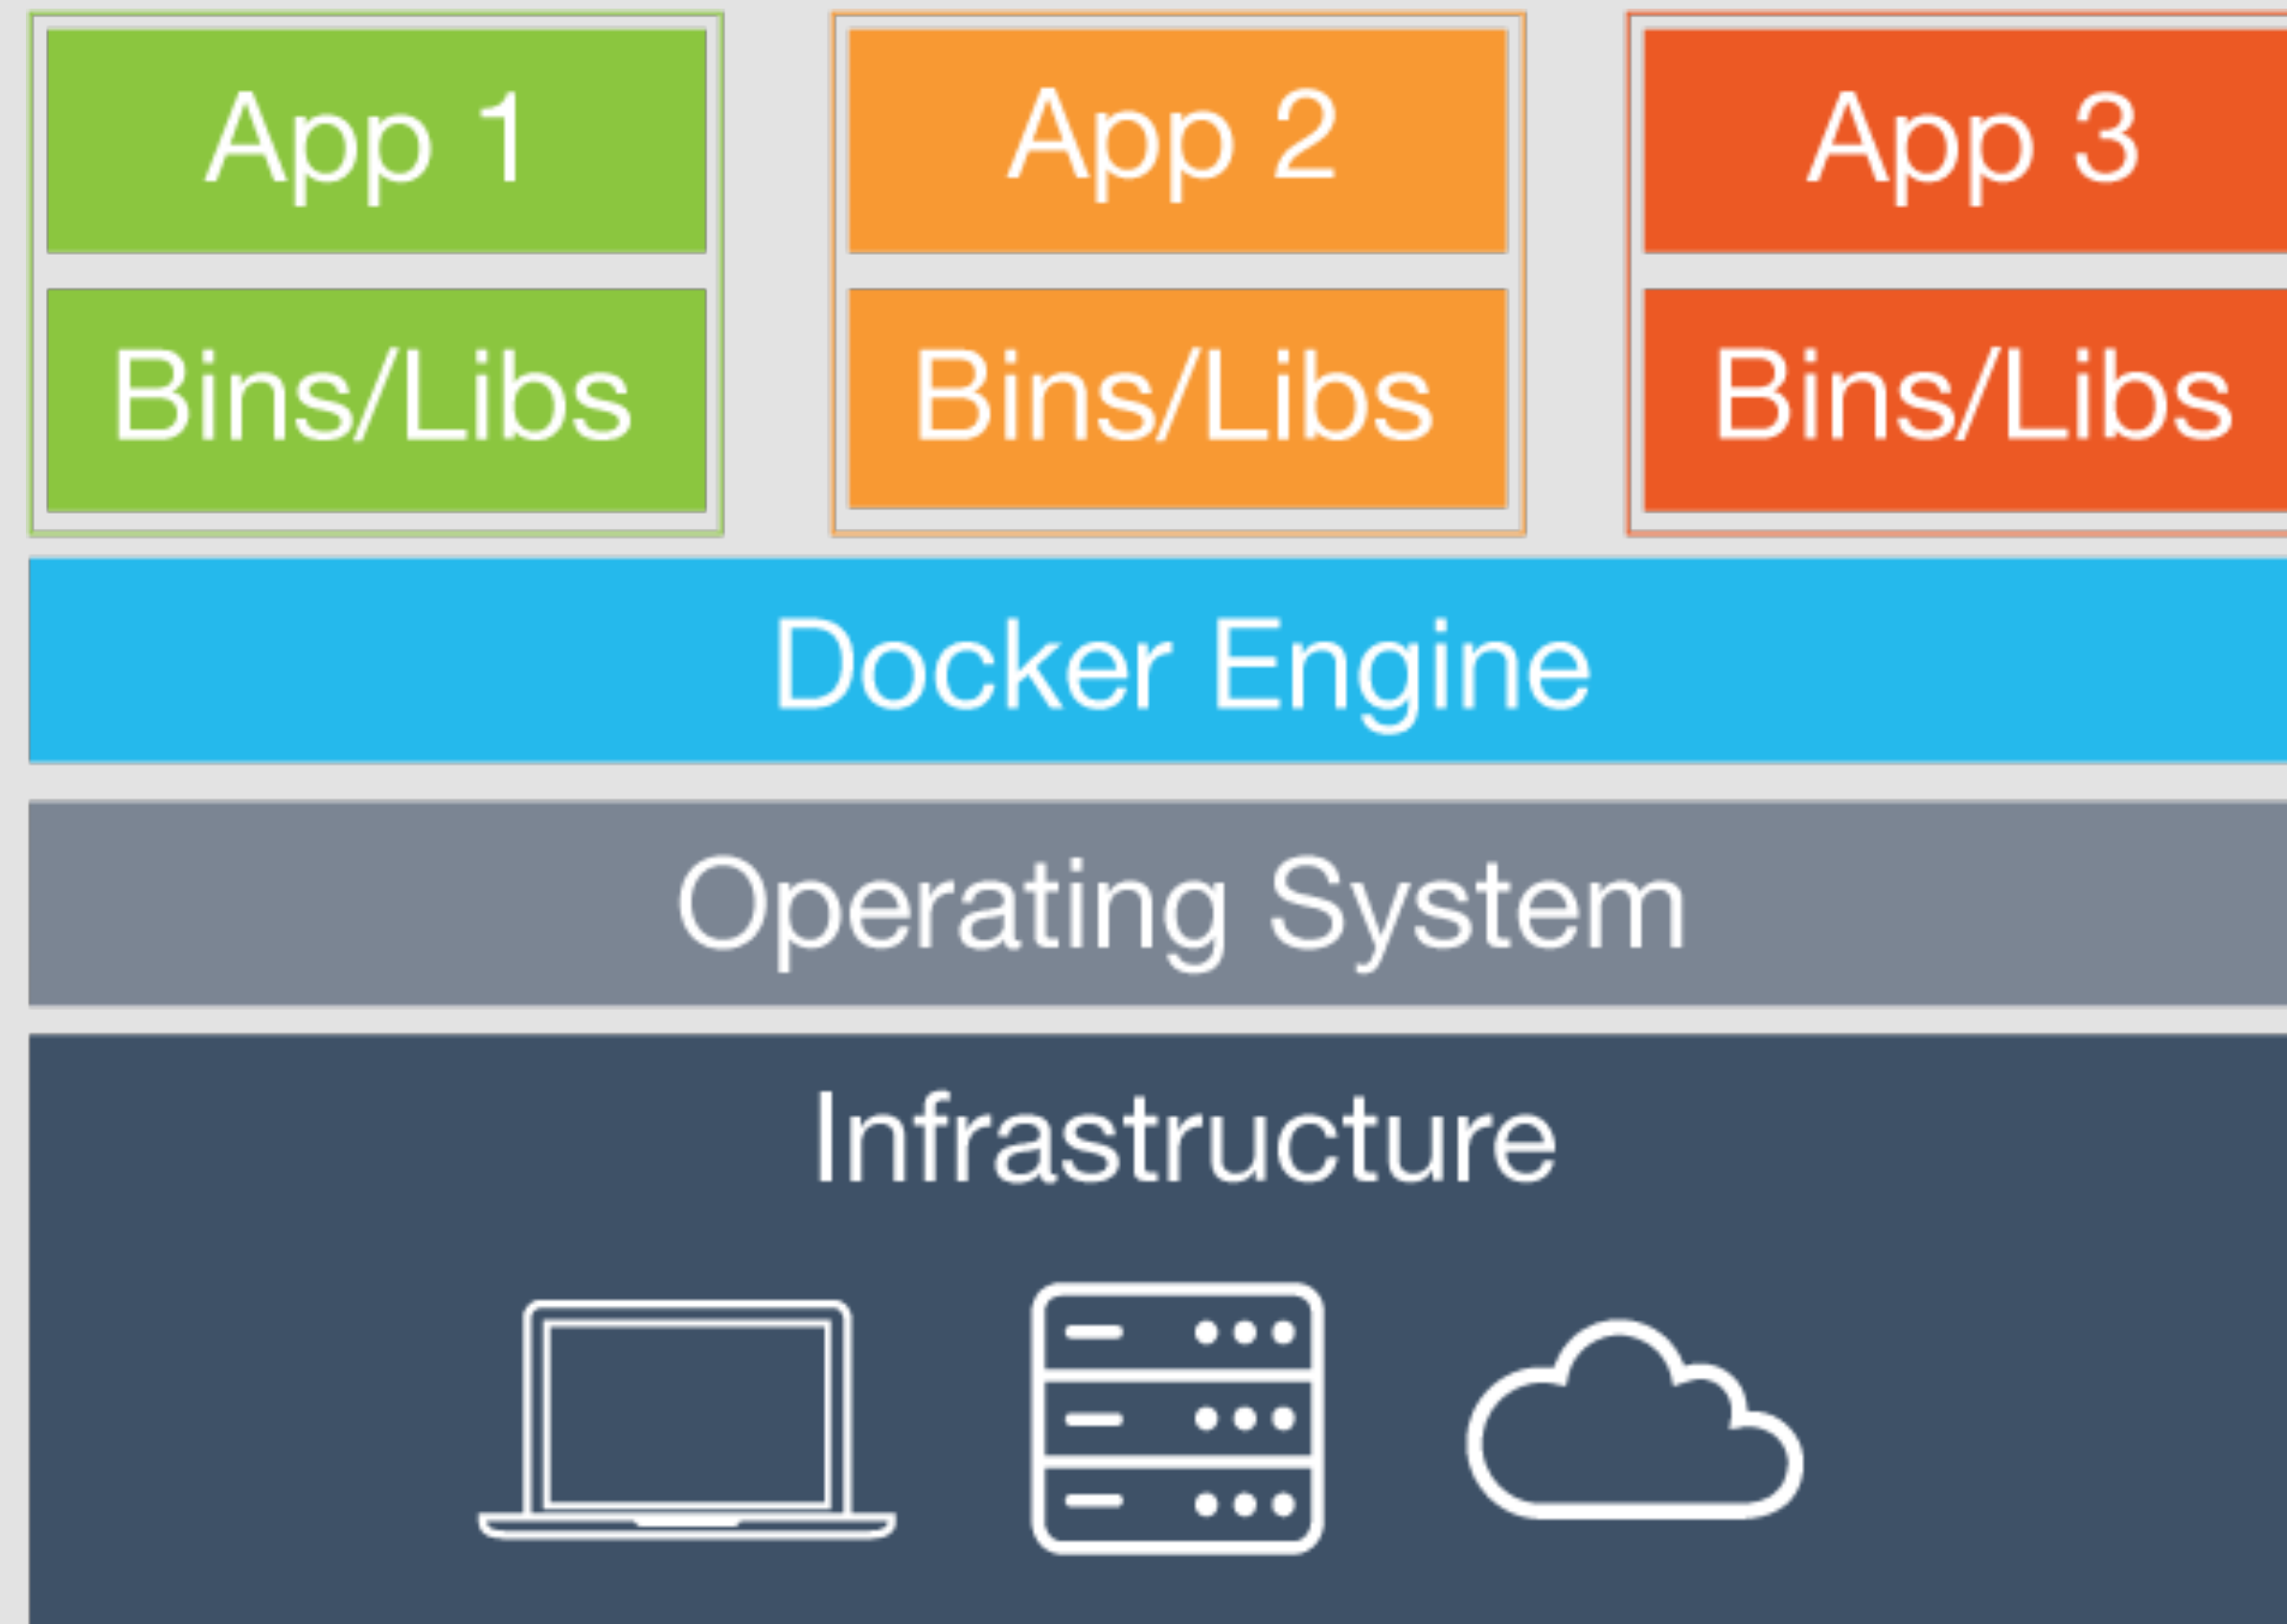 App 1
App 2
App 3
Bins/Libs
Bins/Libs
Bins/Libs
Docker Engine
Operating System
Infrastructure